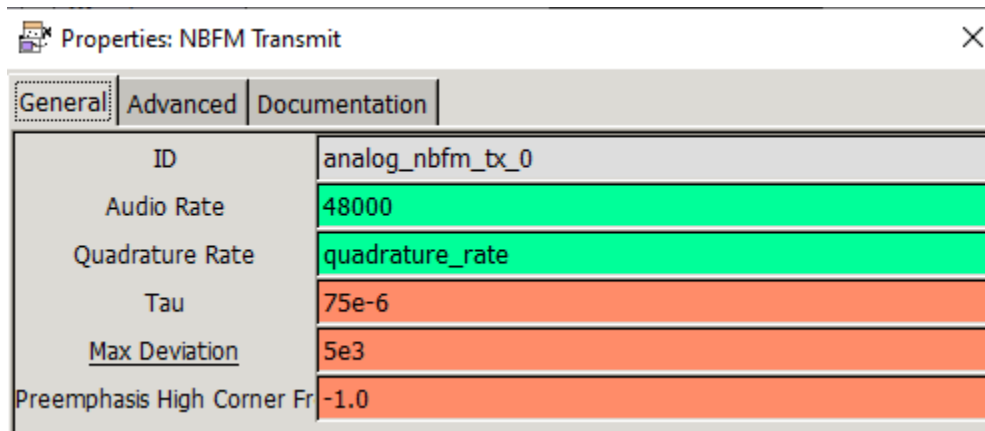 Properties: NBFM Transmit
General Advanced Documentation
ID analog_nbfm_tx_0
Audio Rate 48000
Quadrature Rate quadrature_rate
Tau 75e-6
Max Deviation 5e3
Preemphasis High Corner Fr -1.0